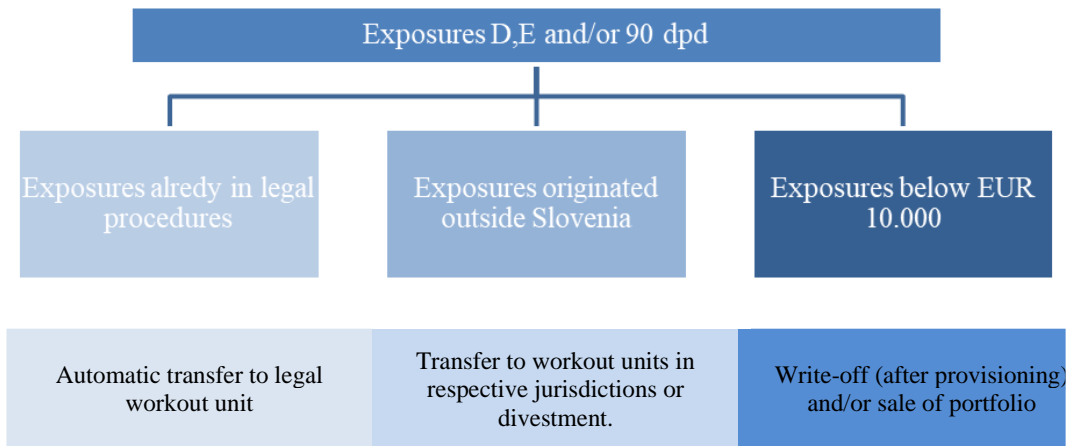 Exposures D,E and/or 90 dpd
Exposures alredy in legal
procedures
Exposures originated
outside Slovenia
Exposures below EUR
10.000
Automatic transfer to legal
workout unit
Transfer to workout units in
respective jurisdictions or
divestment.
Write-off (after provisioning)
and/or sale of portfolio